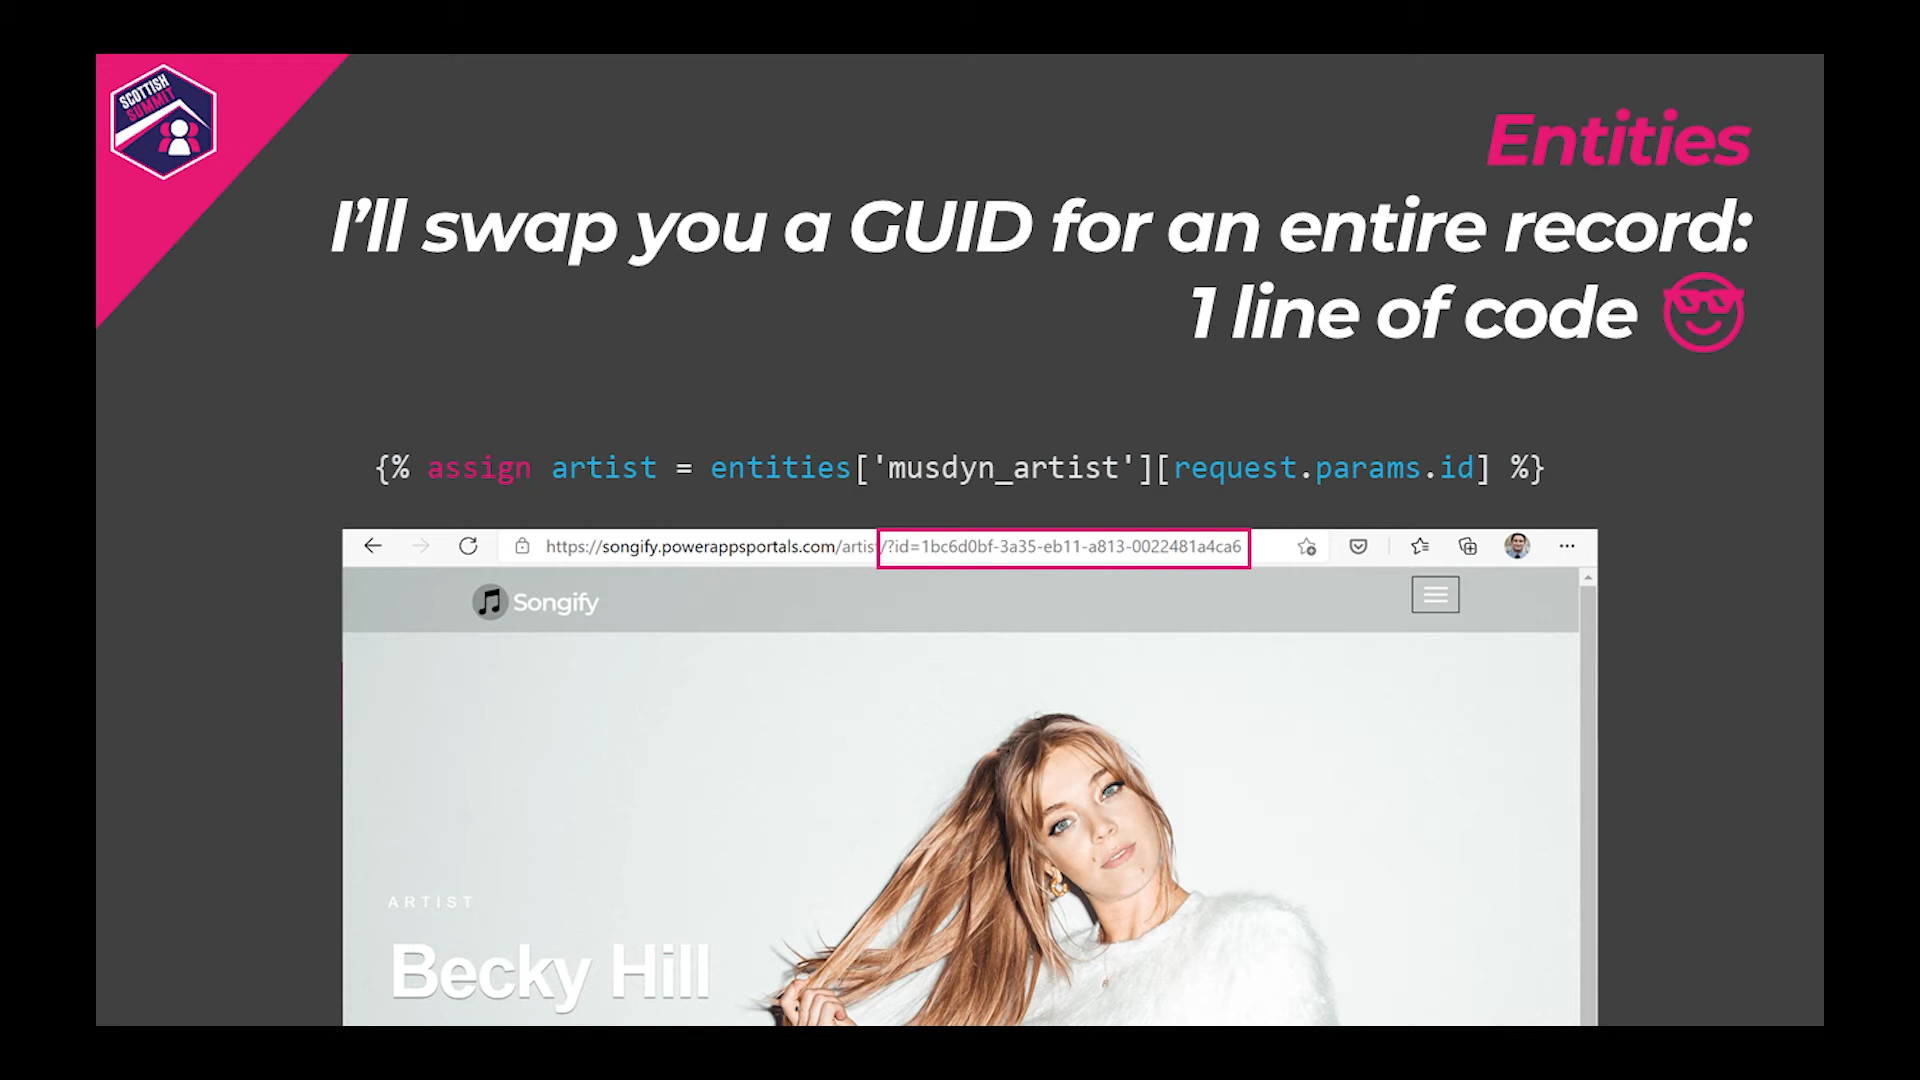 SCOTTISH
SUMMIT
Entities
I'll swap you a GUID for an entire record:
1 line of code
{% assign artist = entities['musdyn_artist'][request.params.id] %}
https://songify.powerappsportals.com/artist/?id=1bc6d0bf-3a35-eb11-a813-0022481a4ca6
Songify
ARTIST
Becky Hill